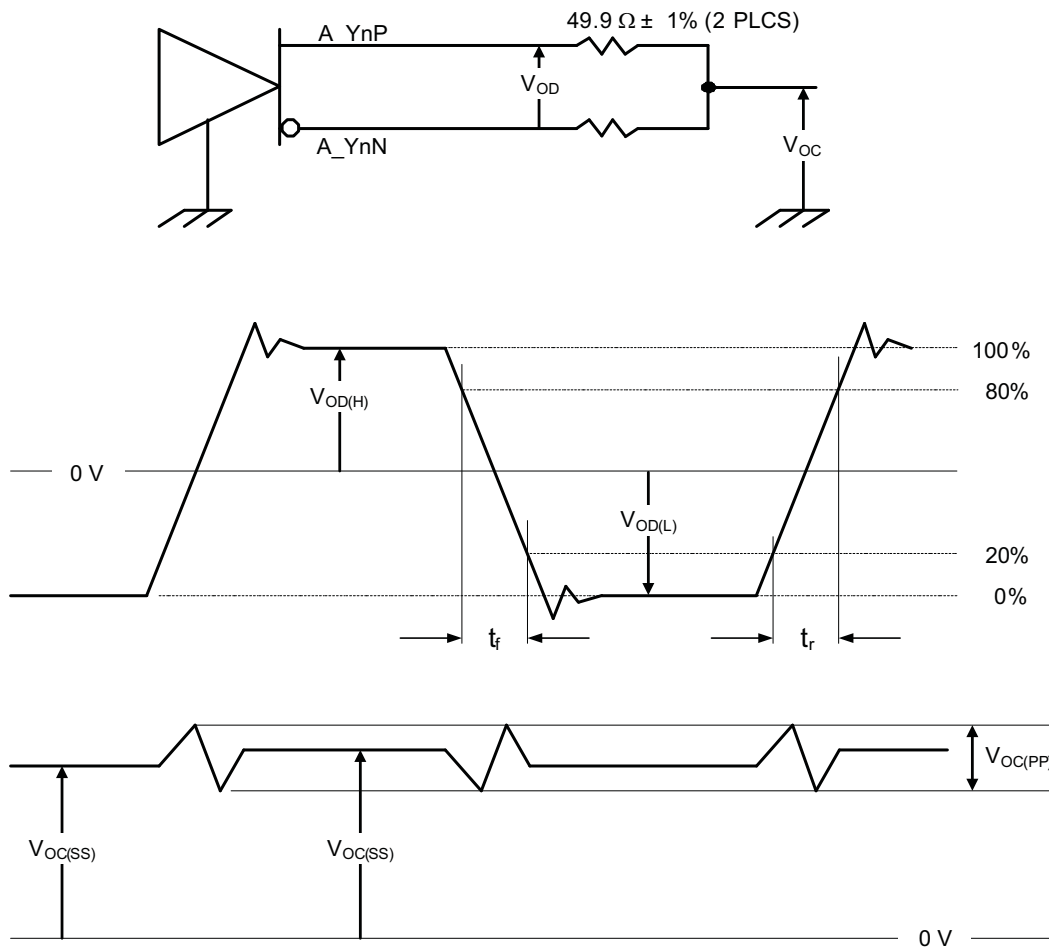 49.9 Ω ± 1% (2 PLCS)
A_YnP
VOD
A_YnN
VOC
100%
80%
VOD(H)
0 V
VOD(L)
20%
0%
tf
tr
VOC(PP)
VOC(SS)
VOC(SS)
0 V